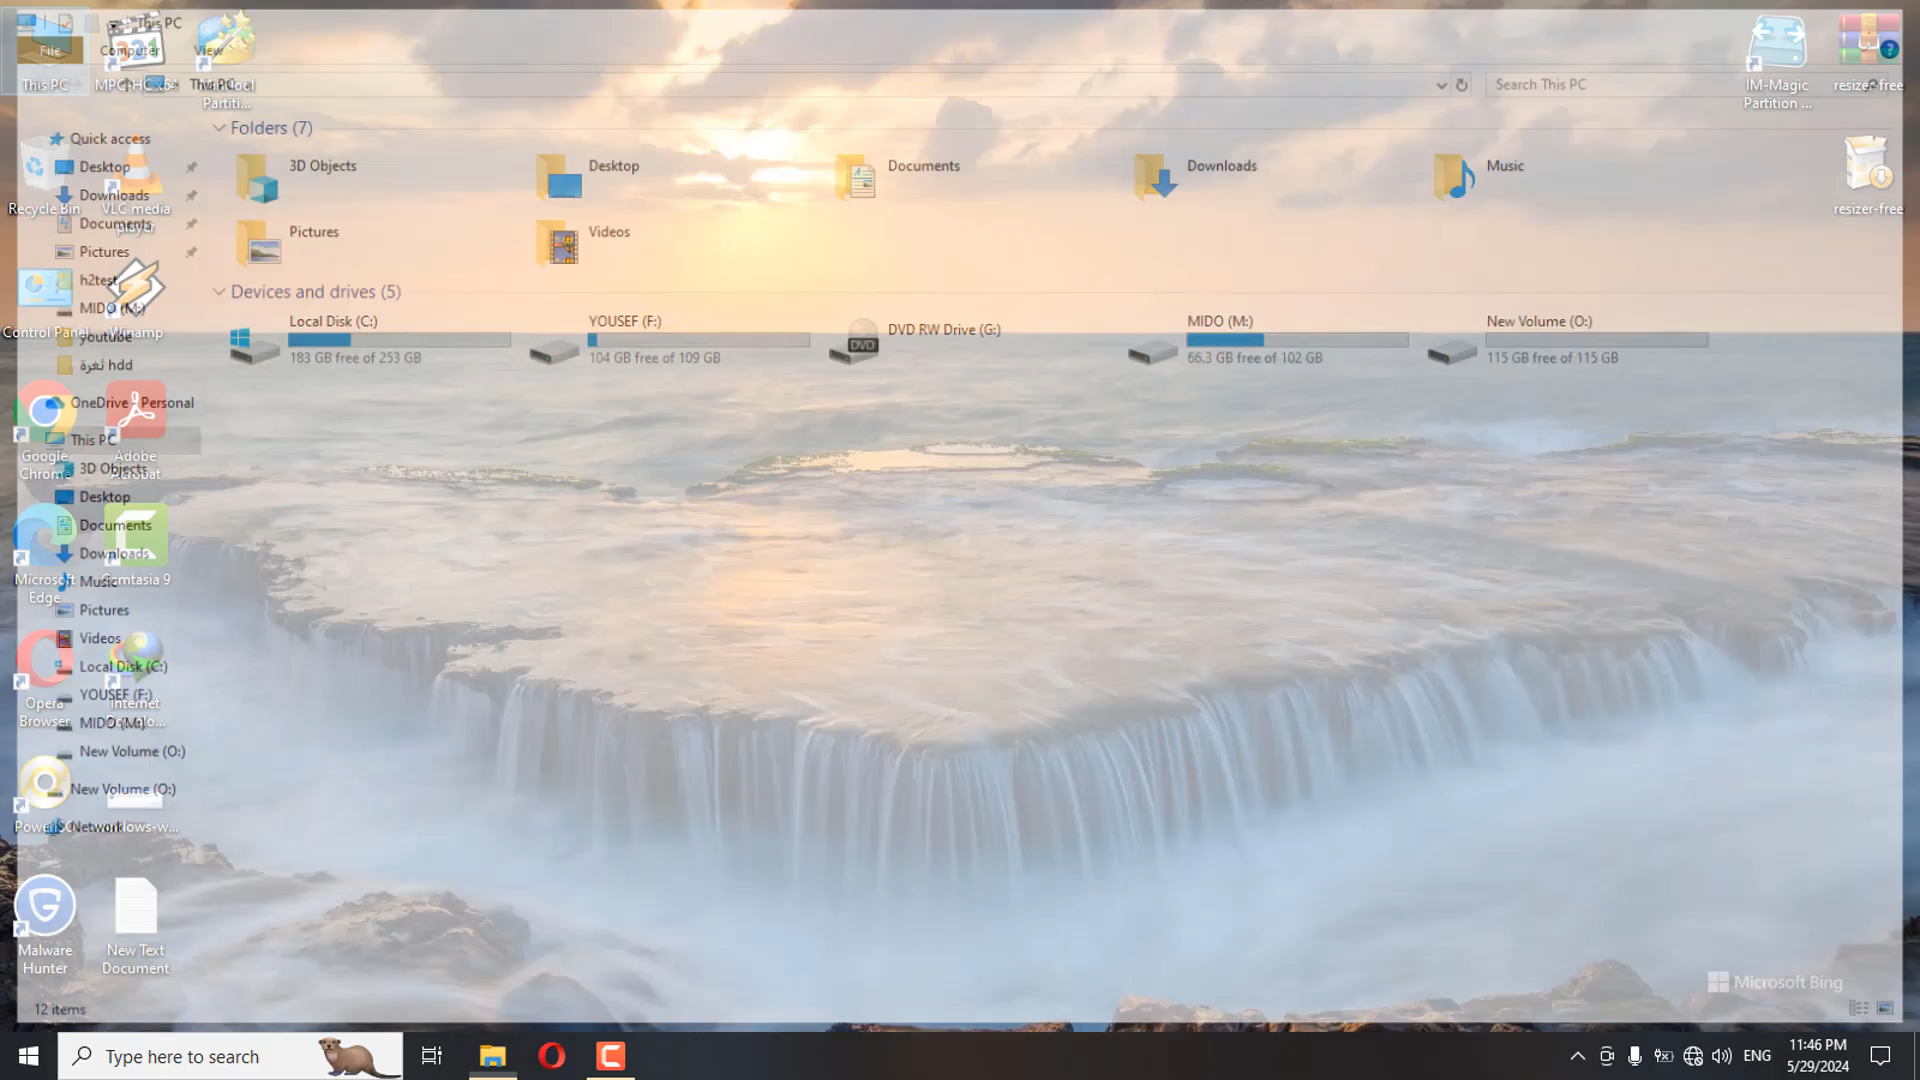 This PC
File
Computer
View
This PC
MPC-HC x64
This PC
Partiti...
Search This PC
IM-Magic
Partition ...
resizer-free
Quick access
Desktop
Downloads
Documents
Pictures
h2test
MIDO (M:)
youtube
ثغرة hdd
OneDrive - Personal
This PC
3D Objects
Desktop
Documents
Downloads
Music
Pictures
Videos
Local Disk (C:)
YOUSEF (F:)
MIDO (M:)
New Volume (O:)
New Volume (O:)
Network
Recycle Bin
VLC media
player
Control Panel
Winamp
Google
Chrome
Adobe
Acrobat
Microsoft
Edge
Camtasia 9
Opera
Browser
Internet
Malware
Hunter
New Text
Document
Folders (7)
3D Objects
Desktop
Documents
Downloads
Music
Pictures
Videos
Devices and drives (5)
Local Disk (C:)
183 GB free of 253 GB
YOUSEF (F:)
104 GB free of 109 GB
DVD RW Drive (G:)
DVD
MIDO (M:)
66.3 GB free of 102 GB
New Volume (O:)
115 GB free of 115 GB
resizer-free
Microsoft Bing
12 items
Type here to search
ENG
11:46 PM
5/29/2024